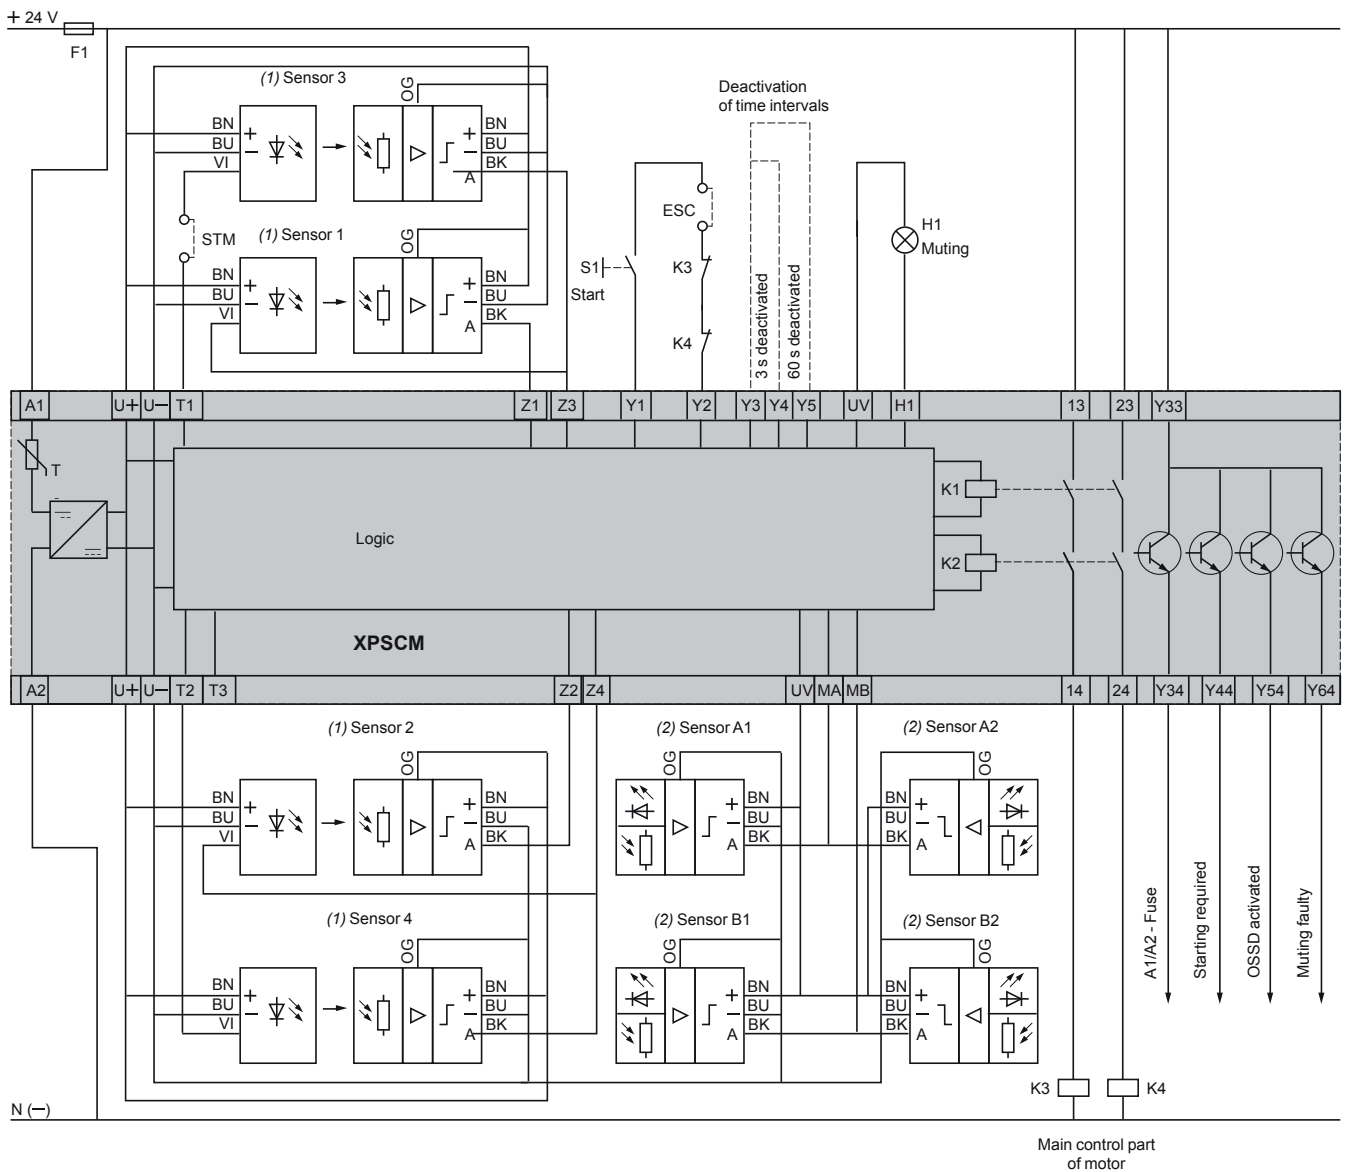 + 24 V
F1
(1) Sensor 3
OG
BN
BU
VI
+
−
+
−
A
BN
BU
BK
STM
(1) Sensor 1
OG
BN
BU
VI
+
−
+
−
A
BN
BU
BK
S1
Start
ESC
K3
K4
Deactivation
of time intervals
3 s deactivated
60 s deactivated
H1
Muting
A1 U+ U− T1 Z1 Z3 Y1 Y2 Y3 Y4 Y5 UV H1 13 23 Y33
T
Logic
K1
K2
XPSCM
A2 U+ U− T2 T3 Z2 Z4 UV MA MB 14 24 Y34 Y44 Y54 Y64
(1) Sensor 2
OG
BN
BU
VI
+
−
+
−
A
BN
BU
BK
(2) Sensor A1
OG
+
−
A
BN
BU
BK
(2) Sensor A2
OG
BN
BU
BK
+
−
A
(1) Sensor 4
OG
BN
BU
VI
+
−
+
−
A
BN
BU
BK
(2) Sensor B1
OG
+
−
A
BN
BU
BK
(2) Sensor B2
OG
BN
BU
BK
+
−
A
A1/A2 - Fuse
Starting required
OSSD activated
Muting faulty
K3
K4
N (−)
Main control part
of motor